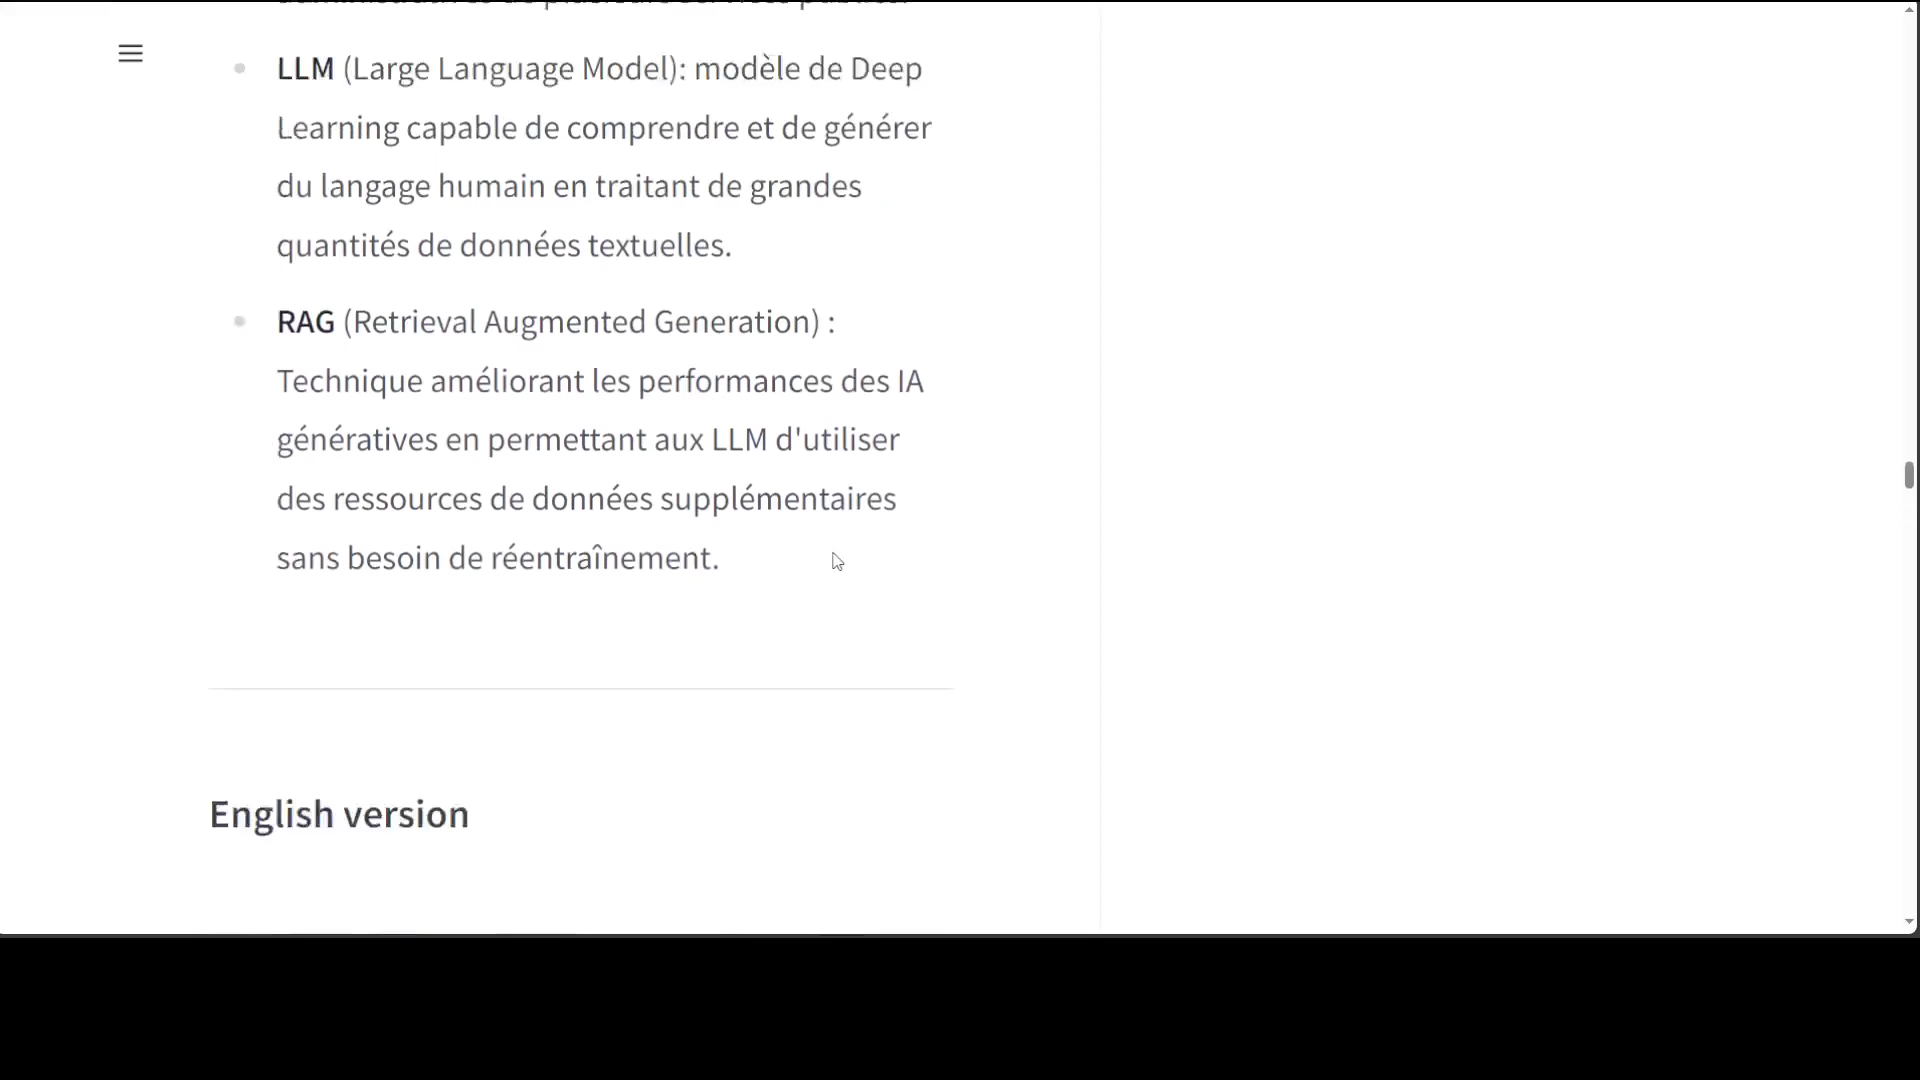 LLM (Large Language Model): modèle de Deep
Learning capable de comprendre et de générer
du langage humain en traitant de grandes
quantités de données textuelles.
RAG (Retrieval Augmented Generation) :
Technique améliorant les performances des IA
génératives en permettant aux LLM d'utiliser
des ressources de données supplémentaires
sans besoin de réentraînement.
English version